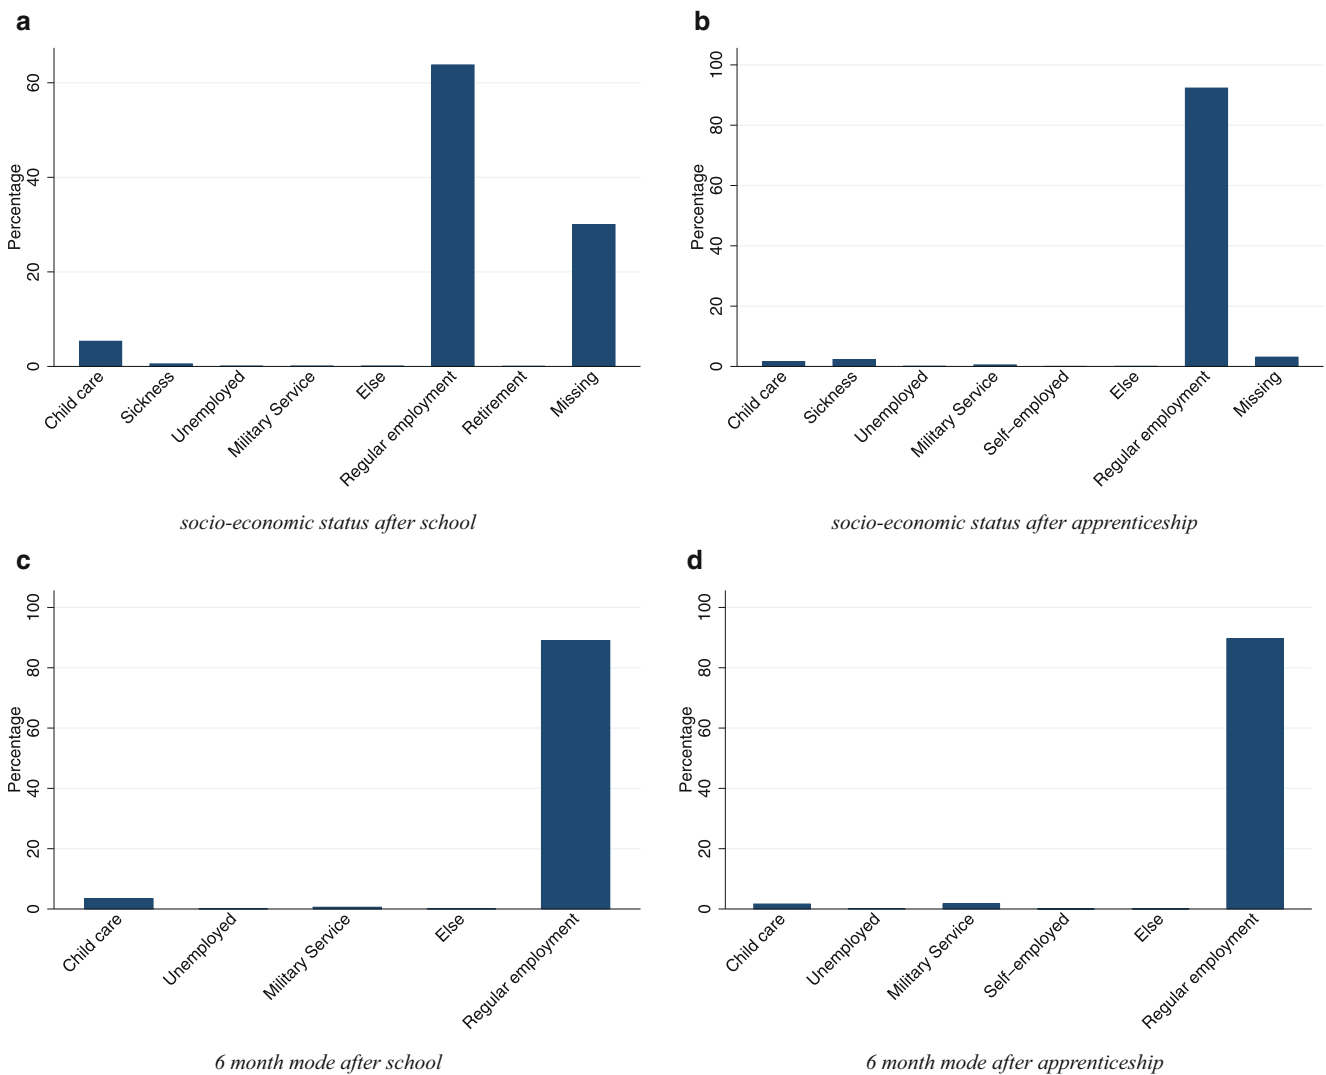 a
Percentage
60
40
20
0
Child care
Sickness
Unemployed
Military Service
Else
Regular employment
Retirement
Missing
socio-economic status after school
b
Percentage
100
80
60
40
20
0
Child care
Sickness
Unemployed
Military Service
Self-employed
Else
Regular employment
Missing
socio-economic status after apprenticeship
c
Percentage
100
80
60
40
20
0
Child care
Unemployed
Military Service
Else
Regular employment
6 month mode after school
d
Percentage
100
80
60
40
20
0
Child care
Unemployed
Military Service
Self-employed
Else
Regular employment
6 month mode after apprenticeship